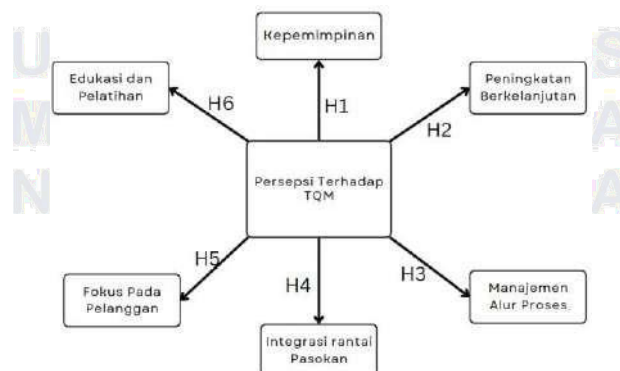 Kepemimpinan
Edukasi dan
Pelatihan
Peningkatan
Berkelanjutan
H6
H1
H2
Persepsi Terhadap
TQM
H5
H4
H3
Fokus Pada
Pelanggan
Manajemen
Alur Proses
Integrasi rantai
Pasokan
U
M
N
S
A
A